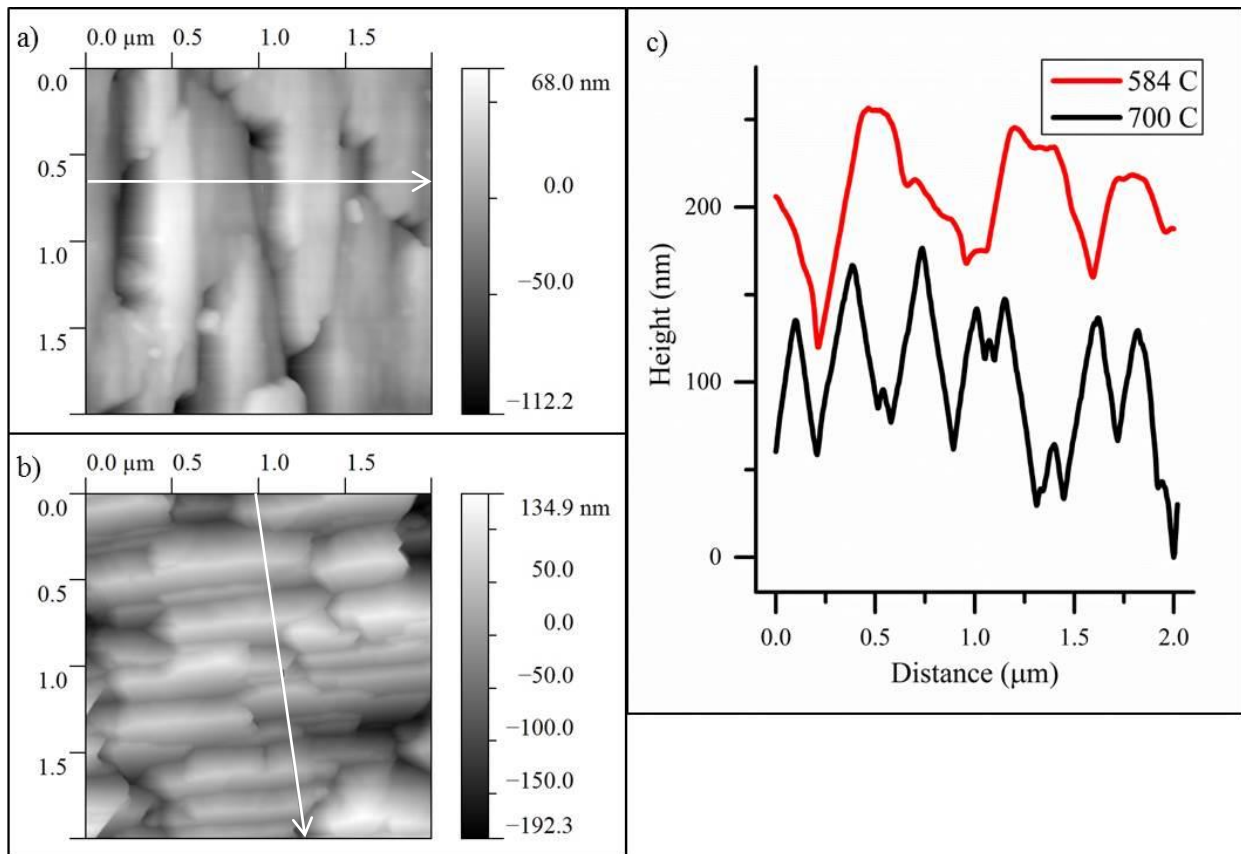 a)
0.0 µm 0.5 1.0 1.5
0.0
0.5
1.0
1.5
68.0 nm
0.0
−50.0
−112.2
b)
0.0 µm 0.5 1.0 1.5
0.0
0.5
1.0
1.5
134.9 nm
50.0
0.0
−50.0
−100.0
−150.0
−192.3
c)
584 C
700 C
Height (nm)
200
100
0
0.0 0.5 1.0 1.5 2.0
Distance (µm)